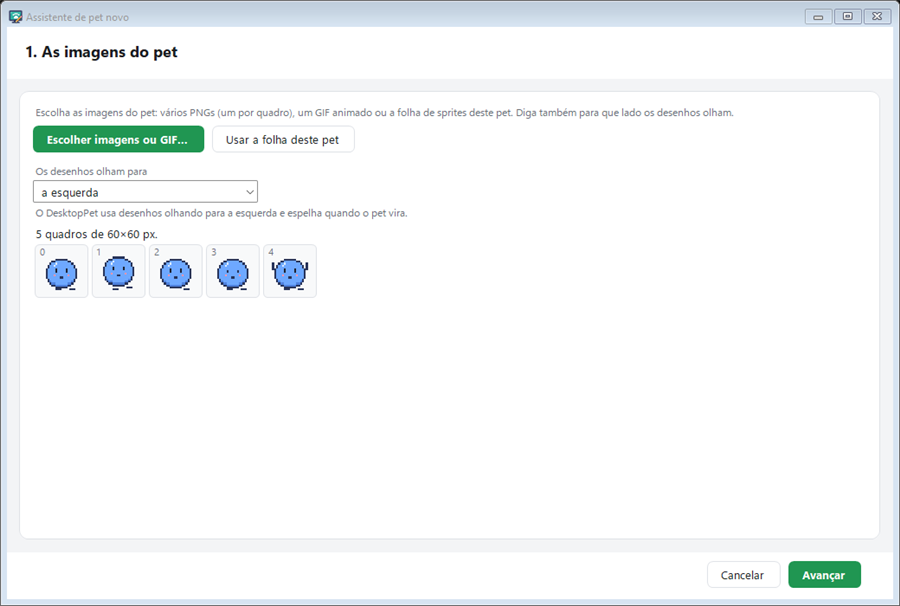 Assistente de pet novo
1. As imagens do pet
Escolha as imagens do pet: vários PNGs (um por quadro), um GIF animado ou a folha de sprites deste pet. Diga também para que lado os desenhos olham.
Escolher imagens ou GIF... Usar a folha deste pet
Os desenhos olham para
a esquerda
O DesktopPet usa desenhos olhando para a esquerda e espelha quando o pet vira.
5 quadros de 60×60 px.
0 1 2 3 4
Cancelar Avançar